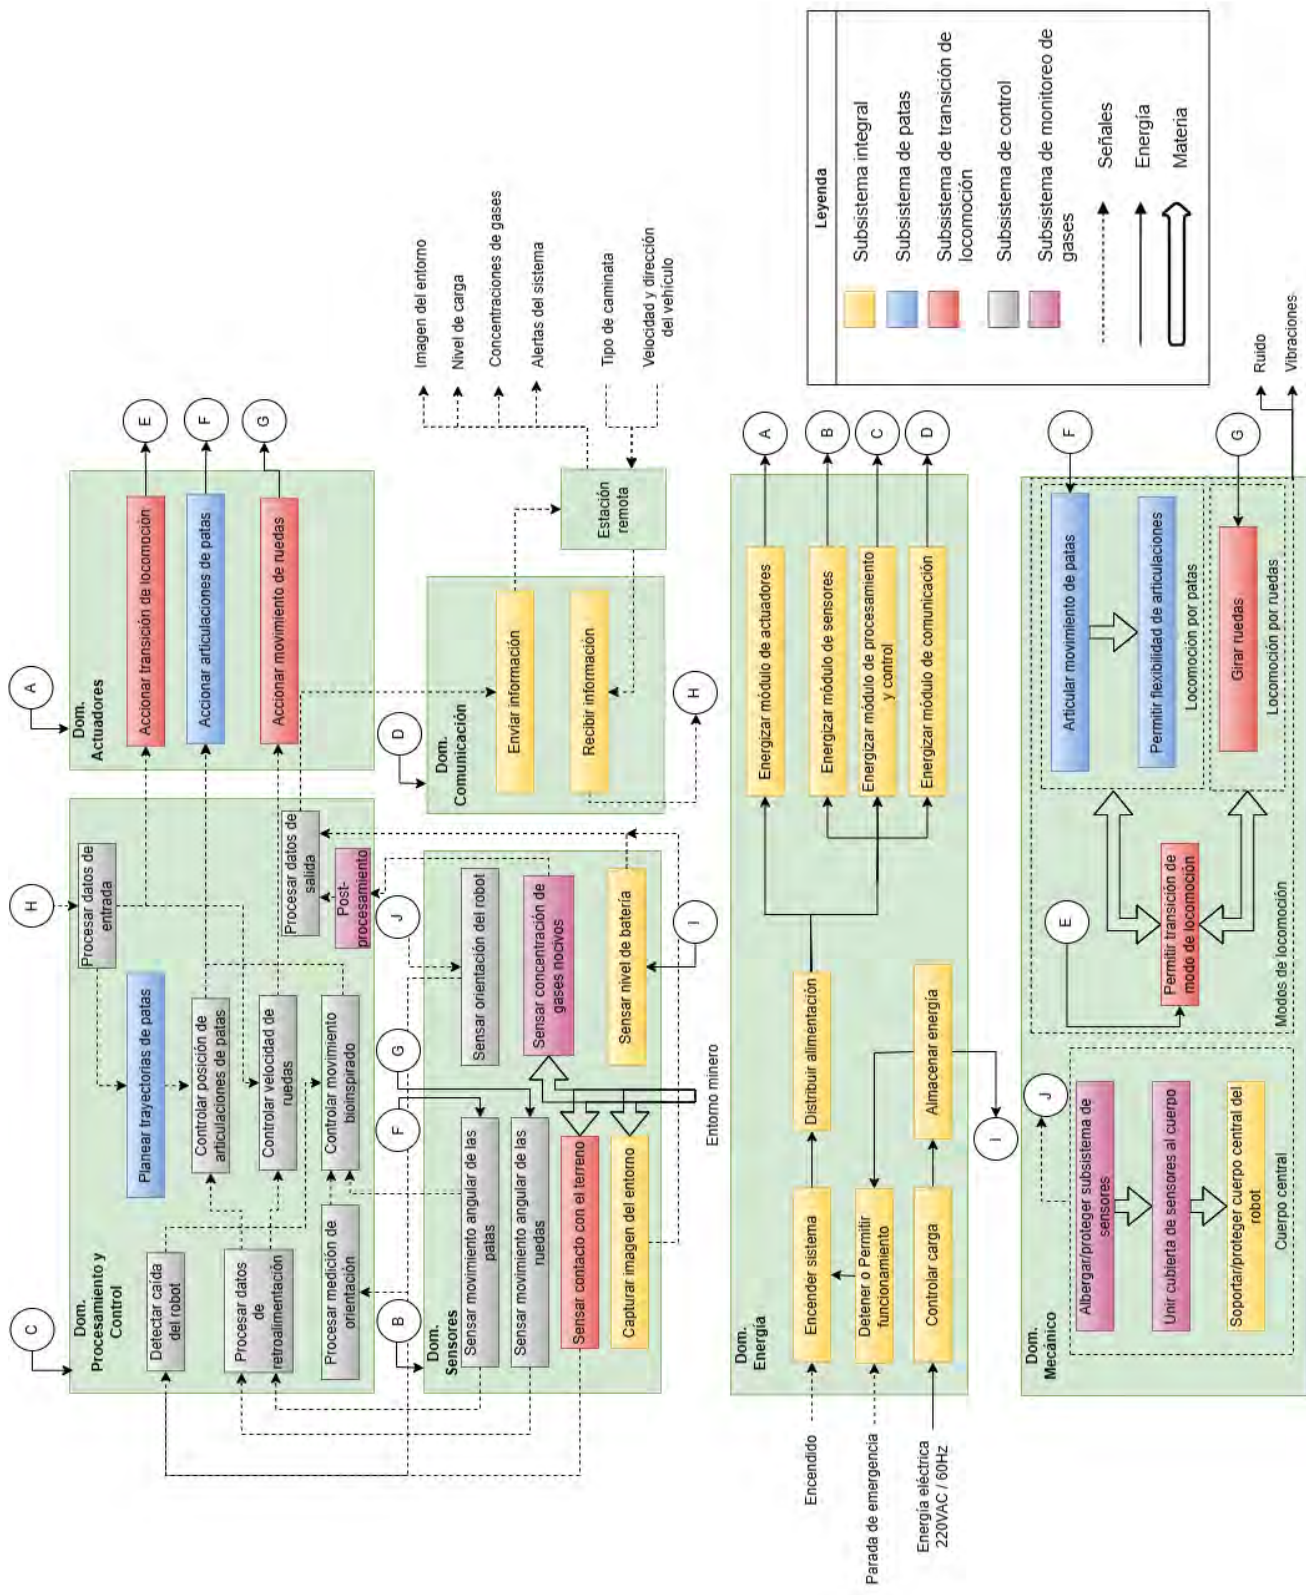 C
Dom.
Procesamiento y
Control
Detectar caída
del robot
Procesar datos
de
retroalimentación
Procesar medición de
orientación
Planear trayectorias de patas
Controlar posición de
articulaciones de patas
Controlar velocidad de
ruedas
Controlar movimiento
bioinspirado
H
Procesar datos de
entrada
Procesar datos de
salida
Post-
procesamiento
A
Dom.
Actuadores
Accionar transición de locomoción
Accionar articulaciones de patas
Accionar movimiento de ruedas
E
F
G
B
Dom.
Sensores
Sensar movimiento angular de las
patas
Sensar movimiento angular de las
ruedas
Sensar contacto con el terreno
Capturar imagen del entorno
F
G
J
Sensar orientación del robot
Sensar concentración de
gases nocivos
Sensar nivel de batería
I
Entorno minero
D
Dom.
Comunicación
Enviar información
Recibir información
H
Estación
remota
Imagen del entorno
Nivel de carga
Concentraciones de gases
Alertas del sistema
Tipo de caminata
Velocidad y dirección
del vehículo
Encendido
Parada de emergencia
Energía eléctrica
220VAC / 60Hz
Dom.
Energía
Encender sistema
Detener o Permitir
funcionamiento
Controlar carga
Distribuir alimentación
Almacenar energía
I
Energizar módulo de actuadores
Energizar módulo de sensores
Energizar módulo de procesamiento
y control
Energizar módulo de comunicación
A
B
C
D
Leyenda
Subsistema integral
Subsistema de patas
Subsistema de transición de
locomoción
Subsistema de control
Subsistema de monitoreo de
gases
Señales
Energía
Materia
Dom.
Mecánico
J
Albergar/proteger subsistema de
sensores
Unir cubierta de sensores al cuerpo
Soportar/proteger cuerpo central del
robot
Cuerpo central
E
Permitir transición de
modo de locomoción
Modos de locomoción
Articular movimiento de patas
Permitir flexibilidad de articulaciones
Locomoción por patas
Girar ruedas
Locomoción por ruedas
F
G
Ruido
Vibraciones